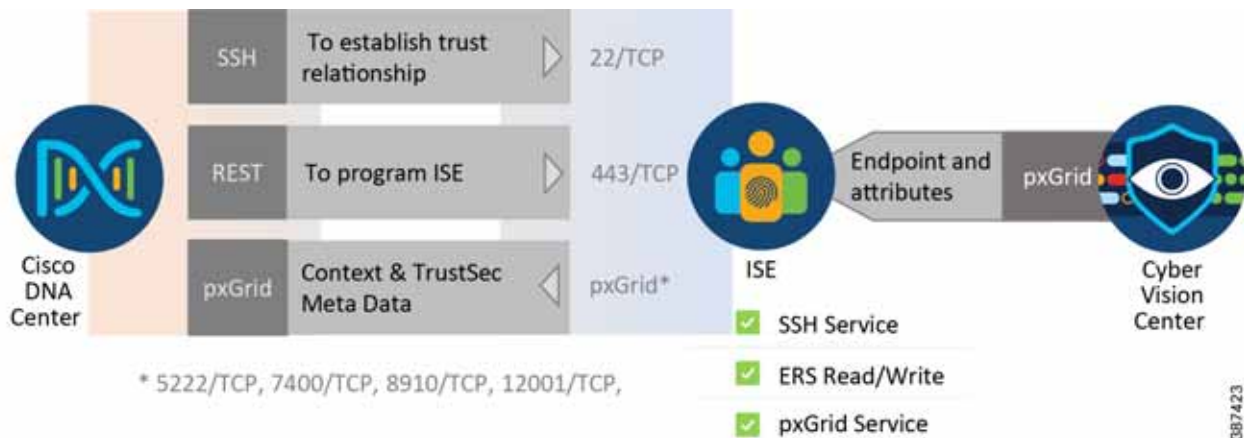 SSH
To establish trust
relationship
22/TCP
REST
To program ISE
443/TCP
pxGrid
Context & TrustSec
Meta Data
pxGrid*
Cisco
DNA
Center
ISE
Endpoint and
attributes
pxGrid
Cyber
Vision
Center
SSH Service
ERS Read/Write
pxGrid Service
* 5222/TCP, 7400/TCP, 8910/TCP, 12001/TCP,
387423